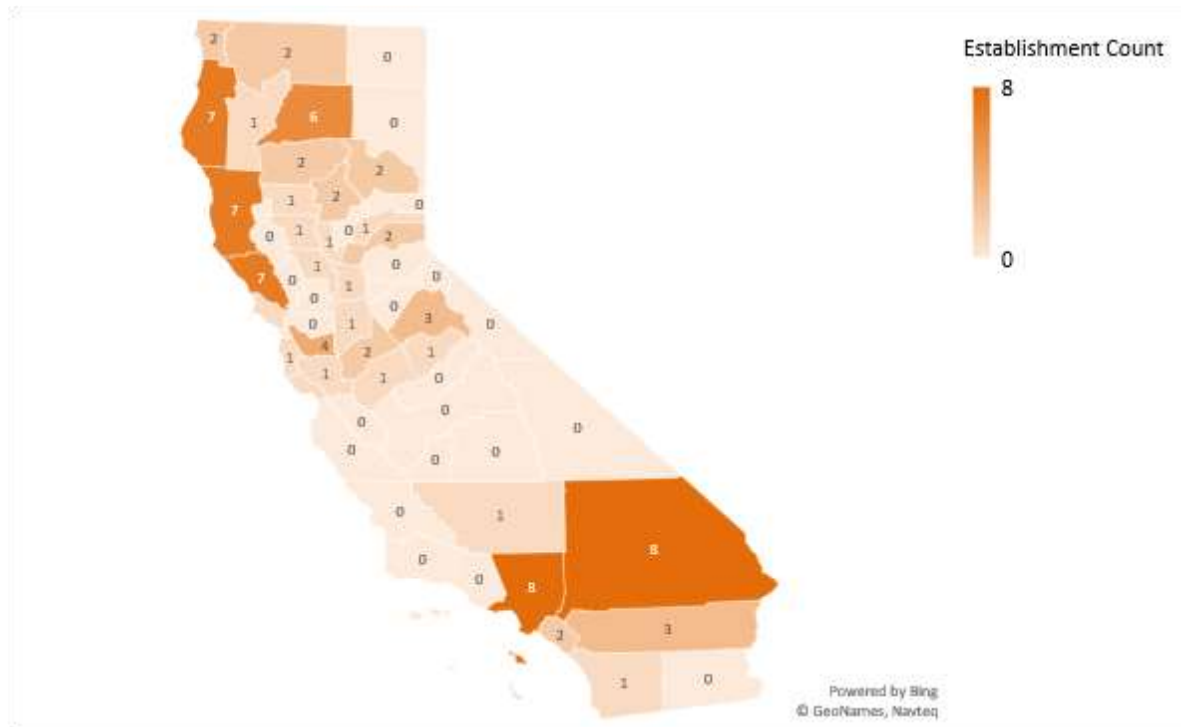 Establishment Count
8
0
2 2 0
7 1 6 0
2 2
1 2 0
7 0 1 1 0 1 2
7 0 1 0 0
0 1 0
0 1 3 0
4 2 1
1 1 1 0
0 0
0 0 0 0
0 1
8
0 0 8
2 3
1 0
Powered by Bing
© GeoNames, Navteq